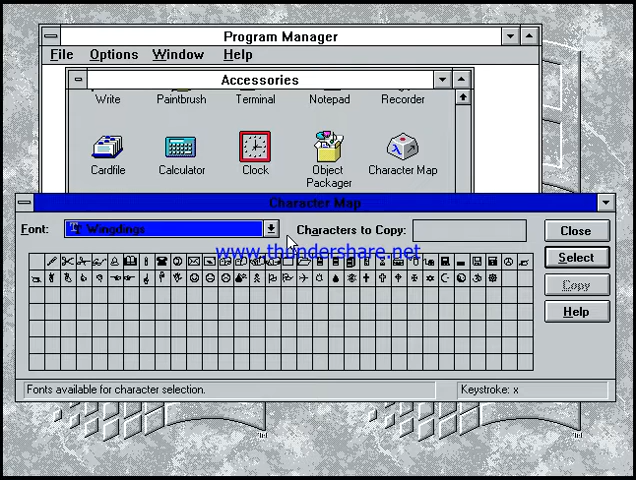 Program Manager
File Options Window Help
Accessories
Write Paintbrush Terminal Notepad Recorder
Cardfile Calculator Clock Object Packager Character Map
Character Map
Font: Wingdings Characters to Copy: Close
www.thundershare.net
Select
Copy
Help
Fonts available for character selection. Keystroke: x